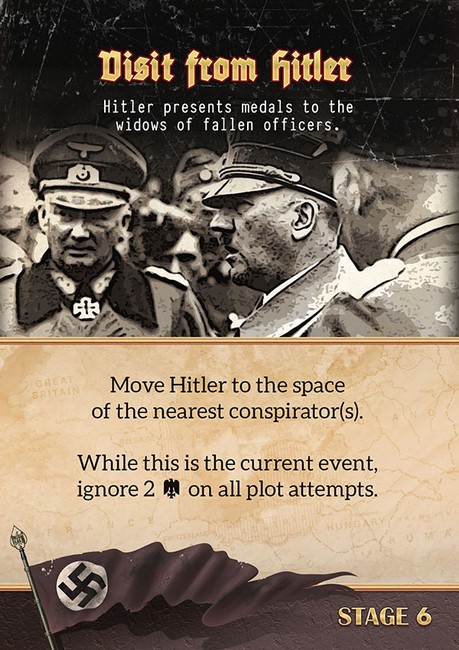 Visit from Hitler
Hitler presents medals to the
widows of fallen officers.
Move Hitler to the space
of the nearest conspirator(s).
While this is the current event,
ignore 2 on all plot attempts.
GREAT
BRITAIN
FRANCE
HUNGARY
STAGE 6